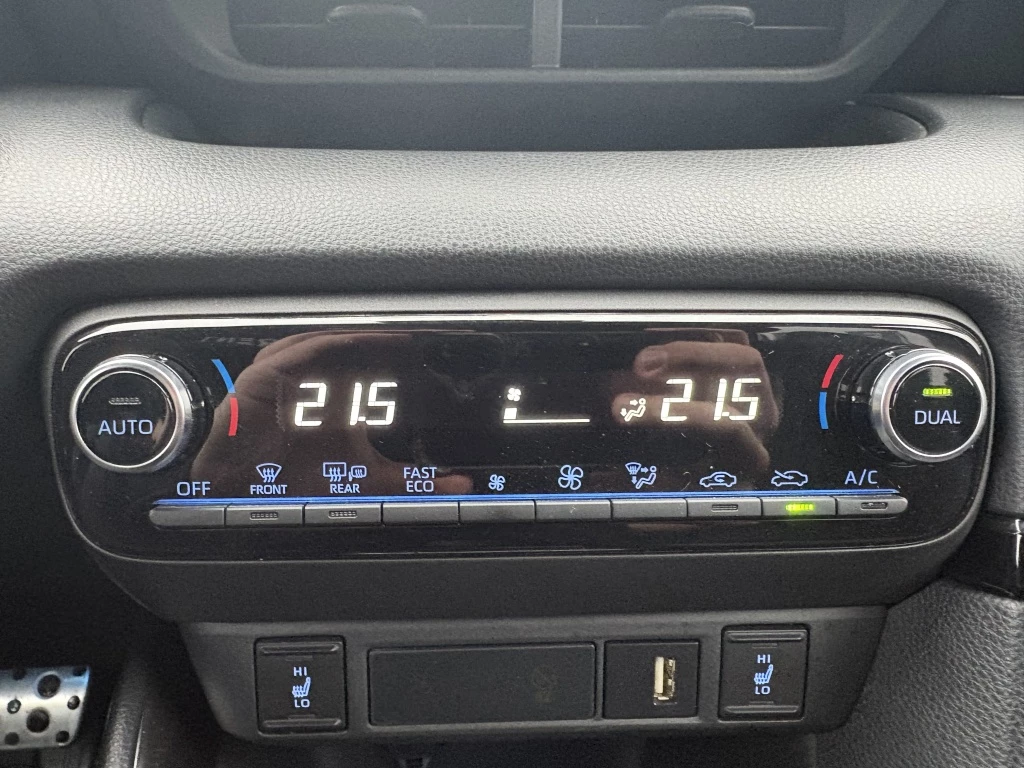 21.5
21.5
AUTO
DUAL
OFF
FRONT
REAR
FAST
ECO
A/C
HI
LO
HI
LO